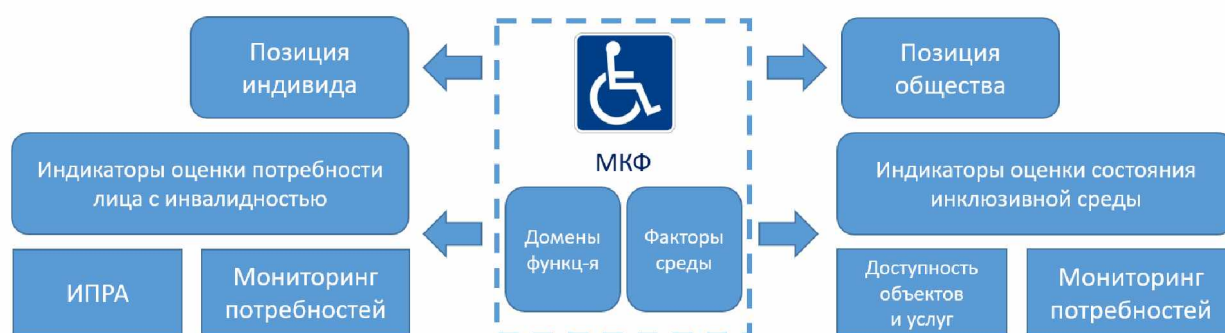 Позиция
индивида
Индикаторы оценки потребности
лица с инвалидностью
ИПРА
Мониторинг
потребностей
МКФ
Домены
функц-я
Факторы
среды
Позиция
общества
Индикаторы оценки состояния
инклюзивной среды
Доступность
объектов
и услуг
Мониторинг
потребностей